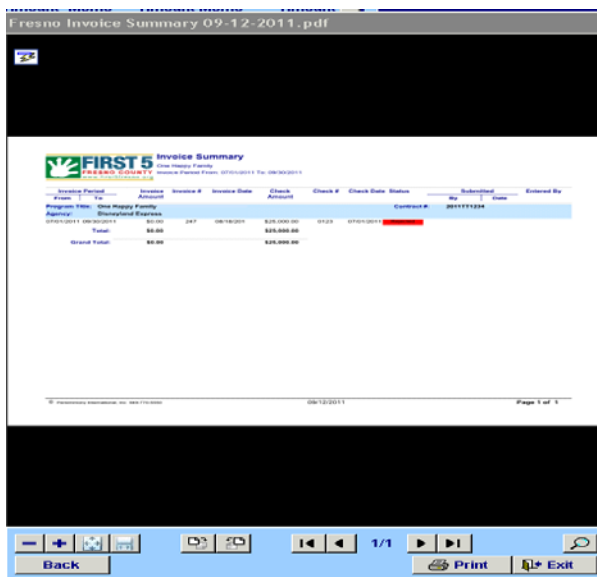 Fresno Invoice Summary 09-12-2011.pdf
FIRST 5
FRESNO COUNTY
Invoice Summary
One Happy Family
Invoice Period From: 07/01/2011 To: 09/30/2011
Invoice Period Invoice Invoice # Invoice Date Check Check # Check Date Status Submitted Entered By
From To Amount Amount By Date
Program Title: One Happy Family Contract #: 2011771234
Agency: Disneyland Express
07/01/2011 09/30/2011 $0.00 247 08/18/201 $25,000.00 0123 07/01/2011
Total: $0.00 $25,000.00
Grand Total: $0.00 $25,000.00
09/12/2011 Page 1 of 1
1/1
Back Print Exit